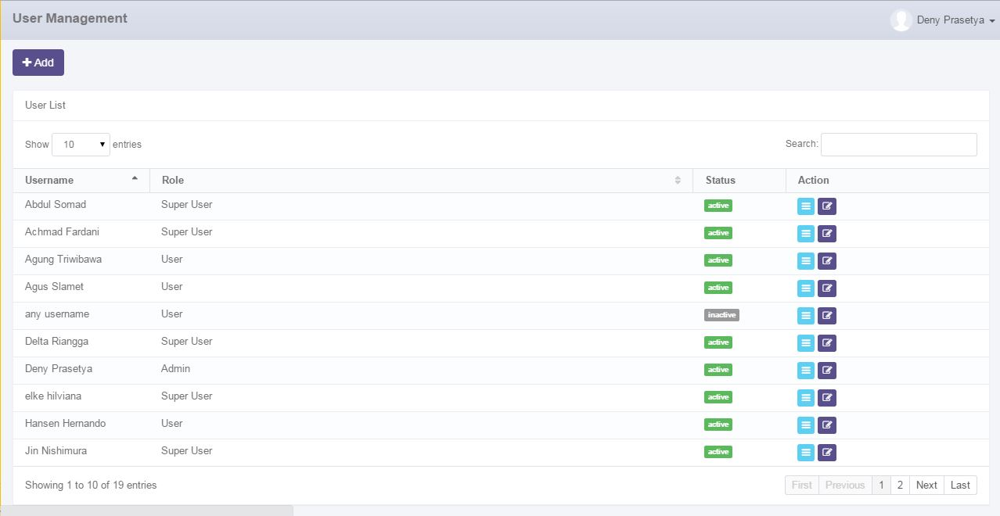 User Management
Deny Prasetya
Add
User List
Show 10 entries Search:
Username Role Status Action
Abdul Somad Super User active
Achmad Fardani Super User active
Agung Triwibawa User active
Agus Slamet User active
any username User inactive
Delta Riangga Super User active
Deny Prasetya Admin active
elke hilviana Super User active
Hansen Hernando User active
Jin Nishimura Super User active
Showing 1 to 10 of 19 entries First Previous 1 2 Next Last